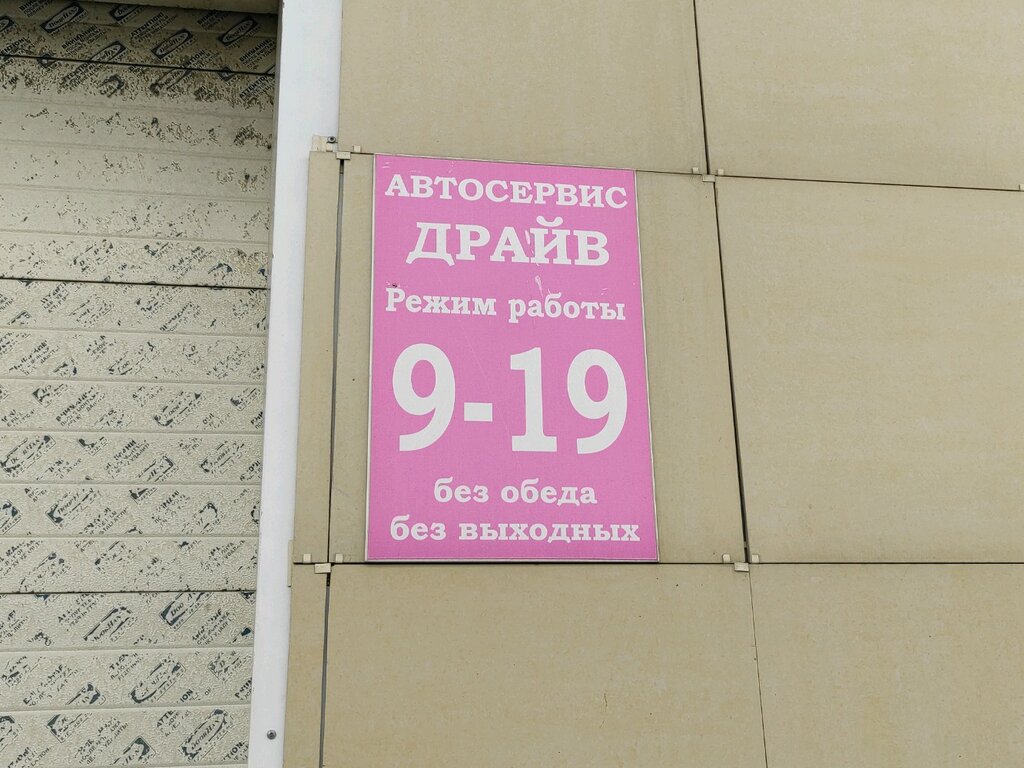 АВТОСЕРВИС
ДРАЙВ
Режим работы
9-19
без обеда
без выходных